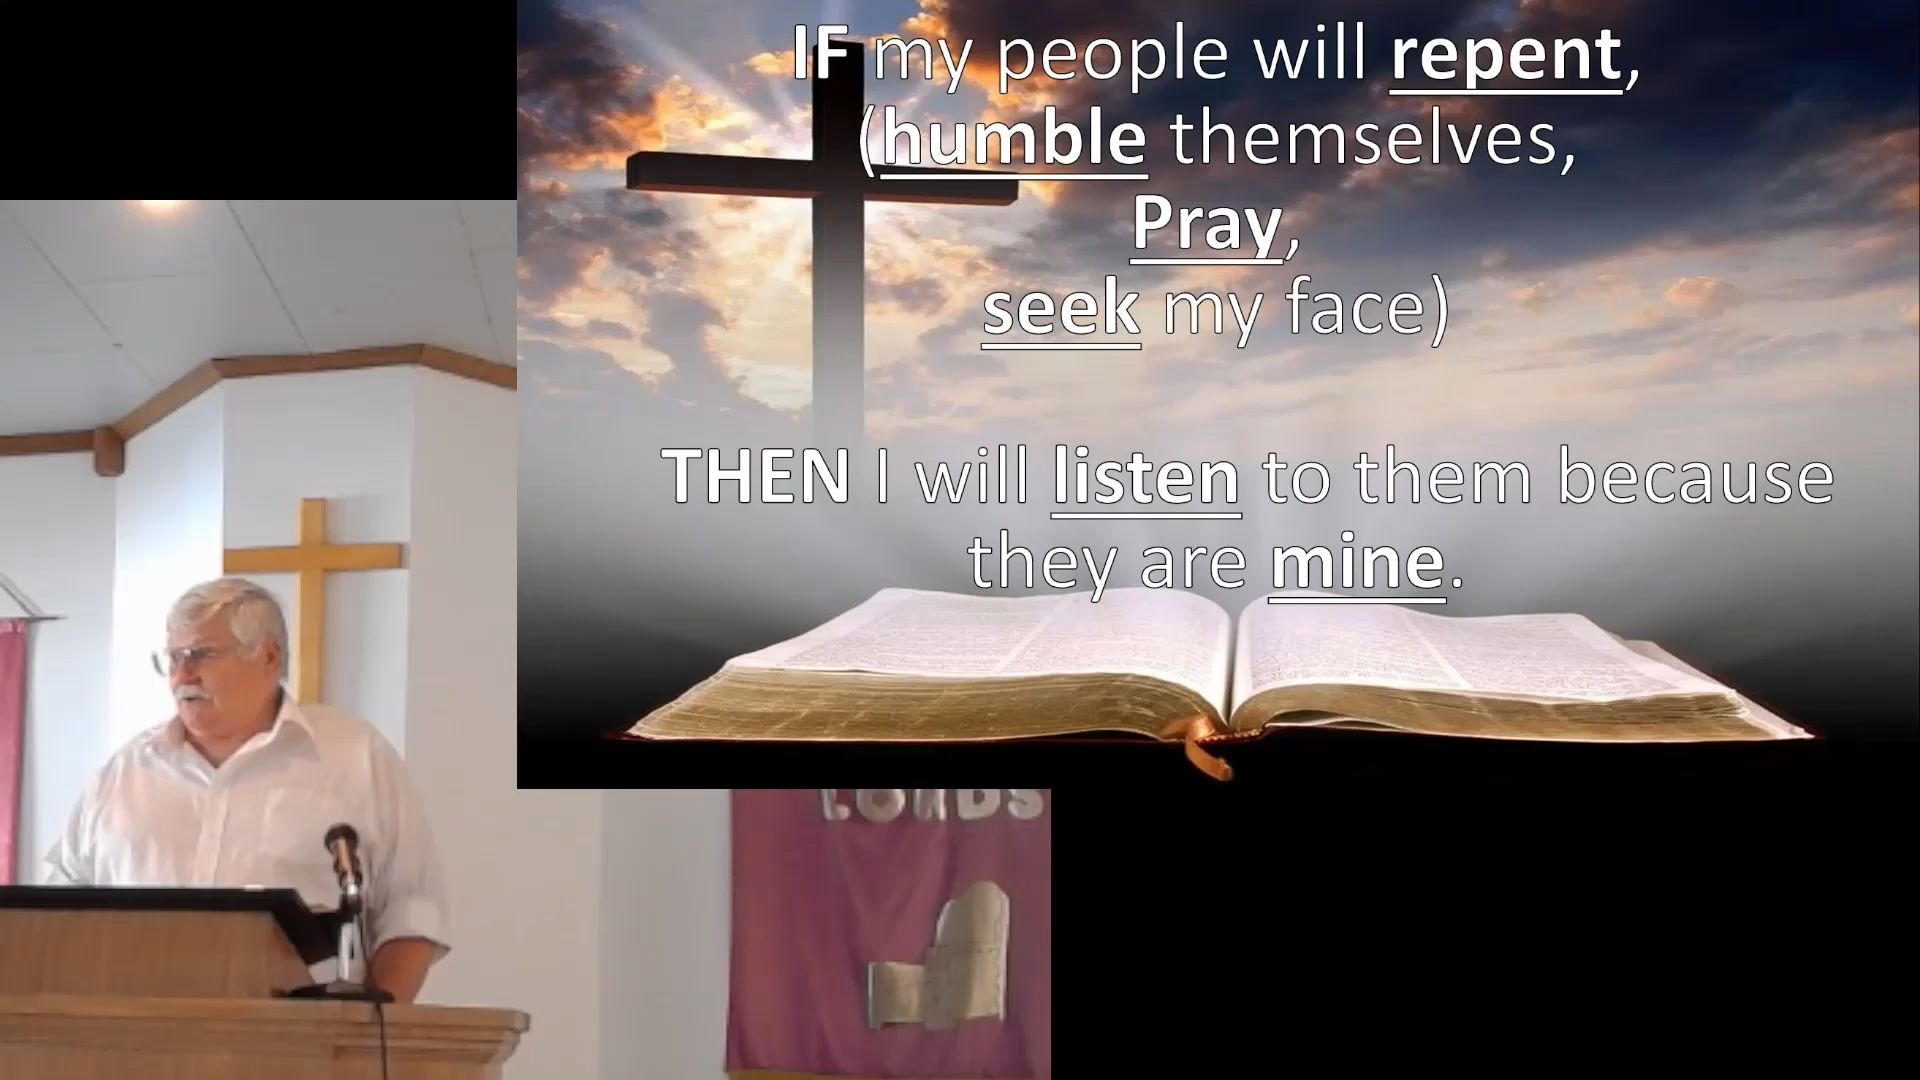 IF my people will repent,
(humble themselves,
Pray,
seek my face)
THEN I will listen to them because
they are mine.
LORDS